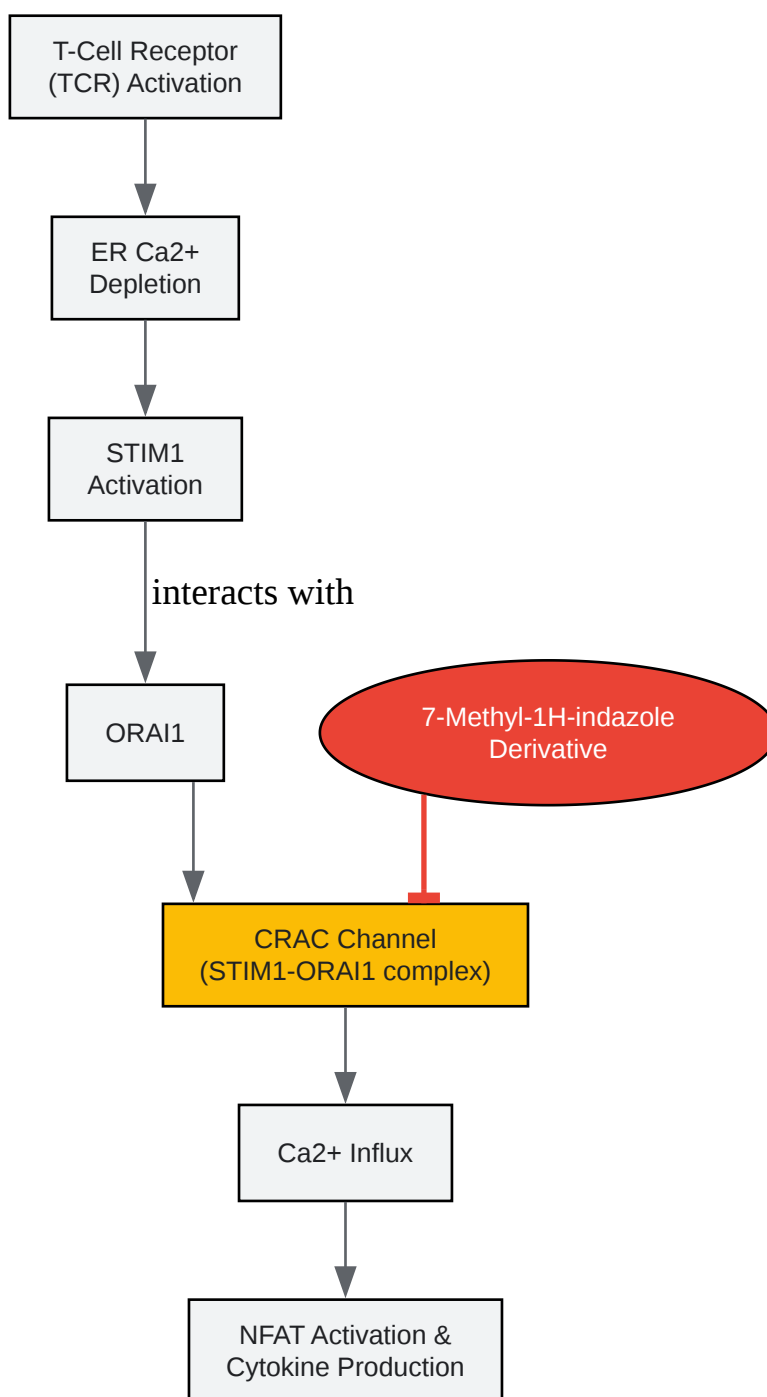 T-Cell Receptor
(TCR) Activation
ER Ca2+
Depletion
STIM1
Activation
interacts with
ORAI1
7-Methyl-1H-indazole
Derivative
CRAC Channel
(STIM1-ORAI1 complex)
Ca2+ Influx
NFAT Activation &
Cytokine Production